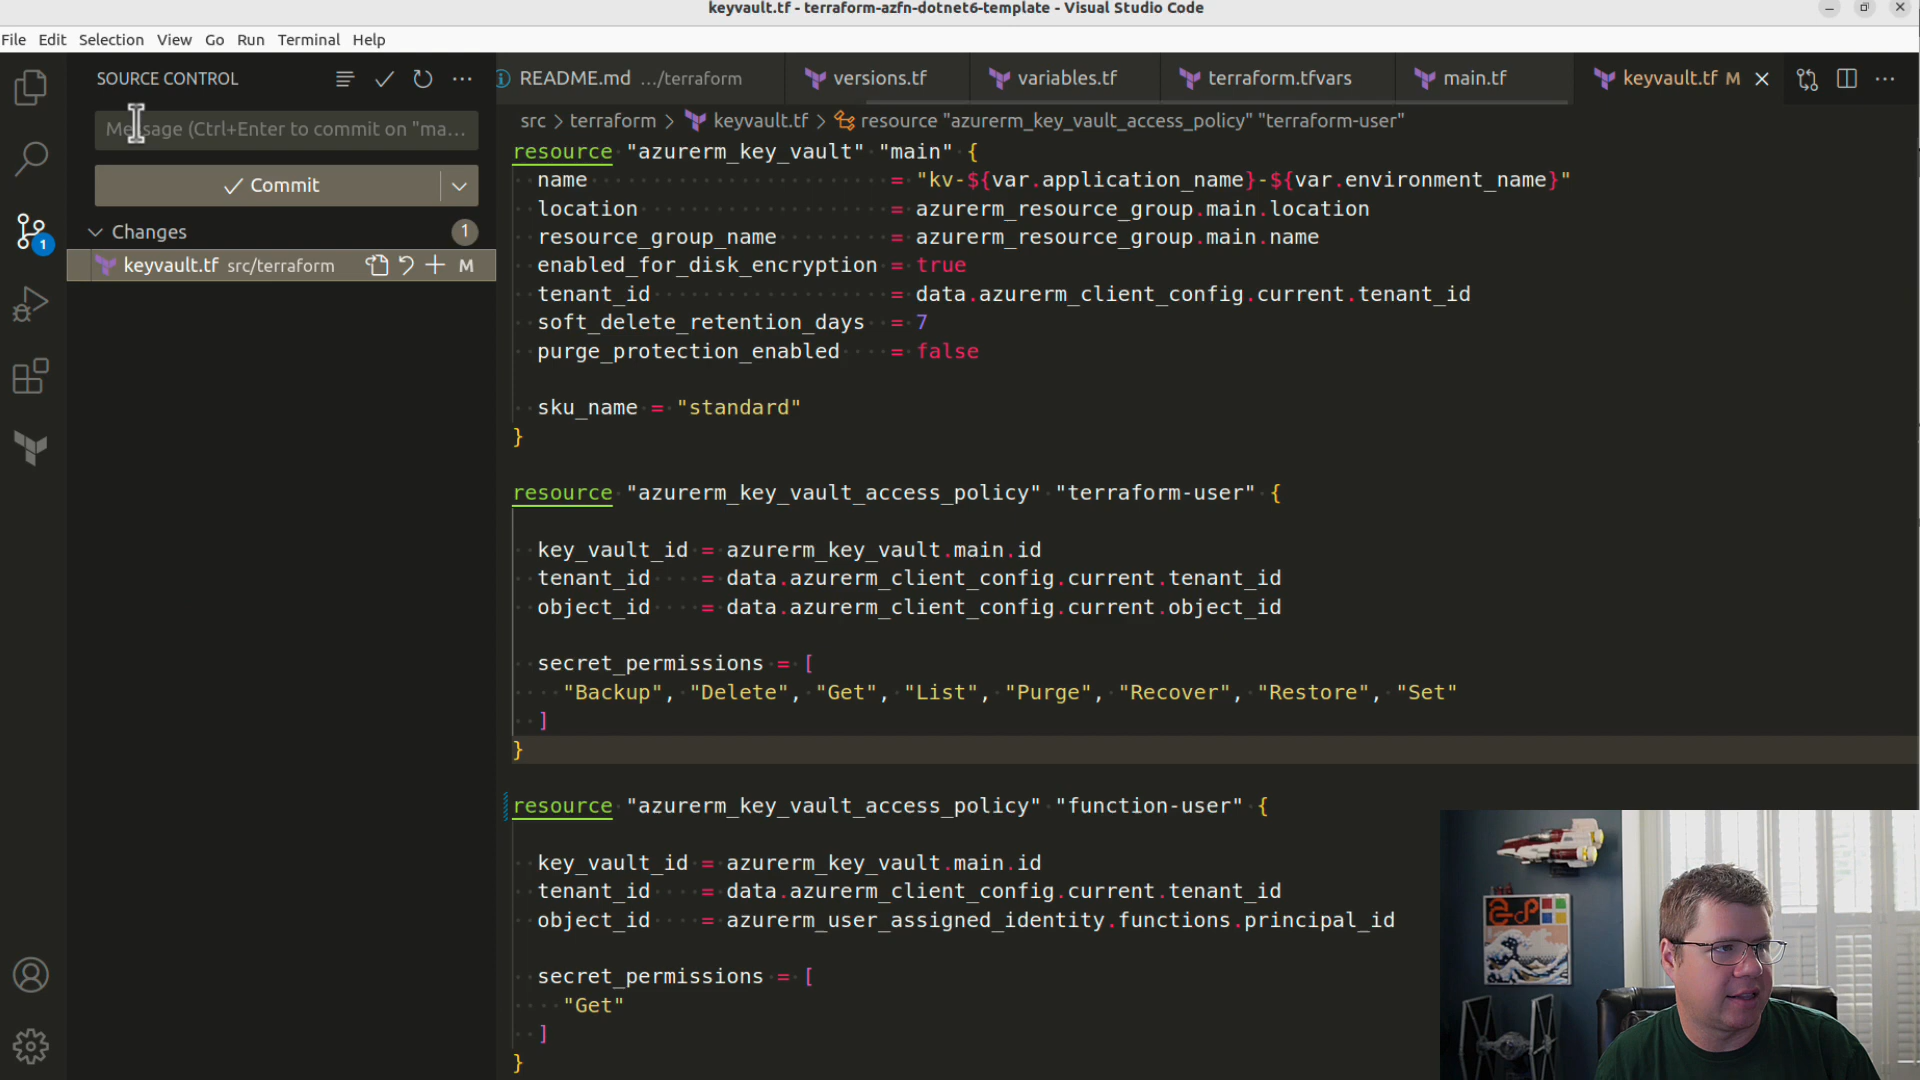 keyvault.tf - terraform-azfn-dotnet6-template - Visual Studio Code
File Edit Selection View Go Run Terminal Help
SOURCE CONTROL
README.md .../terraform
versions.tf
variables.tf
terraform.tfvars
main.tf
keyvault.tf M
Message (Ctrl+Enter to commit on "ma...
Commit
Changes 1
keyvault.tf src/terraform M
1
src > terraform > keyvault.tf > resource "azurerm_key_vault_access_policy" "terraform-user"
resource "azurerm_key_vault" "main" {
name = "kv-${var.application_name}-${var.environment_name}"
location = azurerm_resource_group.main.location
resource_group_name = azurerm_resource_group.main.name
enabled_for_disk_encryption = true
tenant_id = data.azurerm_client_config.current.tenant_id
soft_delete_retention_days = 7
purge_protection_enabled = false
sku_name = "standard"
}
resource "azurerm_key_vault_access_policy" "terraform-user" {
key_vault_id = azurerm_key_vault.main.id
tenant_id = data.azurerm_client_config.current.tenant_id
object_id = data.azurerm_client_config.current.object_id
secret_permissions = [
"Backup", "Delete", "Get", "List", "Purge", "Recover", "Restore", "Set"
]
}
resource "azurerm_key_vault_access_policy" "function-user" {
key_vault_id = azurerm_key_vault.main.id
tenant_id = data.azurerm_client_config.current.tenant_id
object_id = azurerm_user_assigned_identity.functions.principal_id
secret_permissions = [
"Get"
]
}